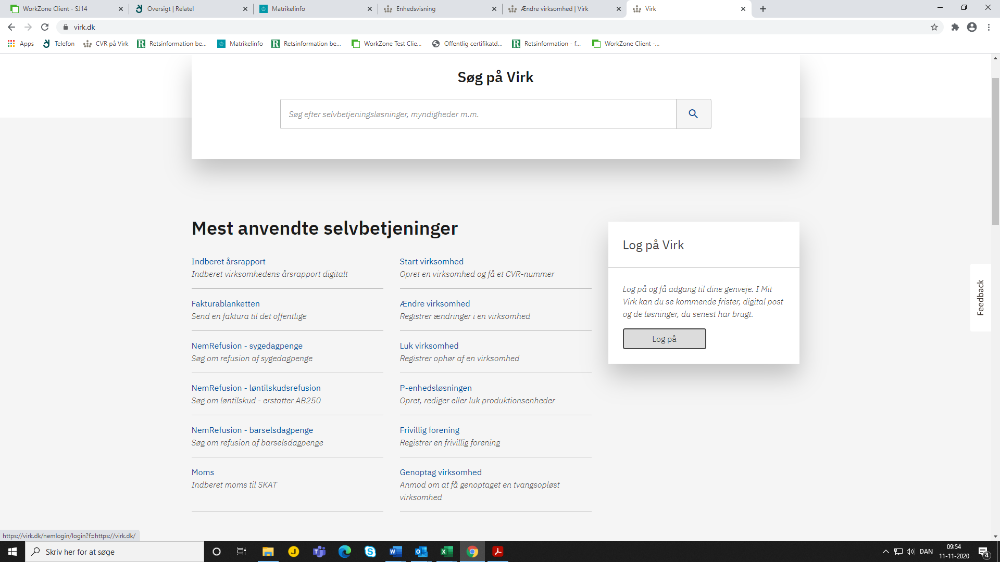 WorkZone Client - SJ14
Oversigt | Relatel
Matrikelinfo
Enhedsvisning
Ændre virksomhed | Virk
Virk
virk.dk
Apps
Telefon
CVR på Virk
Retsinformation be...
Matrikelinfo
Retsinformation be...
WorkZone Test Clie...
Offentlig certifikatd...
Retsinformation - f...
WorkZone Client -...
Søg på Virk
Søg efter selvbetjeningsløsninger, myndigheder m.m.
Mest anvendte selvbetjeninger
Indberet årsrapport
Indberet virksomhedens årsrapport digitalt
Fakturablanketten
Send en faktura til det offentlige
NemRefusion - sygedagpenge
Søg om refusion af sygedagpenge
NemRefusion - løntilskudsrefusion
Søg om løntilskud - erstatter AB250
NemRefusion - barselsdagpenge
Søg om refusion af barselsdagpenge
Moms
Indberet moms til SKAT
Start virksomhed
Opret en virksomhed og få et CVR-nummer
Ændre virksomhed
Registrer ændringer i en virksomhed
Luk virksomhed
Registrer ophør af en virksomhed
P-enhedsløsningen
Opret, rediger eller luk produktionsenheder
Frivillig forening
Registrer en frivillig forening
Genoptag virksomhed
Anmod om at få genoptaget en tvangsopløst
virksomhed
Log på Virk
Log på og få adgang til dine genveje. I Mit
Virk kan du se kommende frister, digital post
og de løsninger, du senest har brugt.
Log på
Feedback
https://virk.dk/nemlogin/login?f=https://virk.dk/
Skriv her for at søge
DAN
09:54
11-11-2020
4